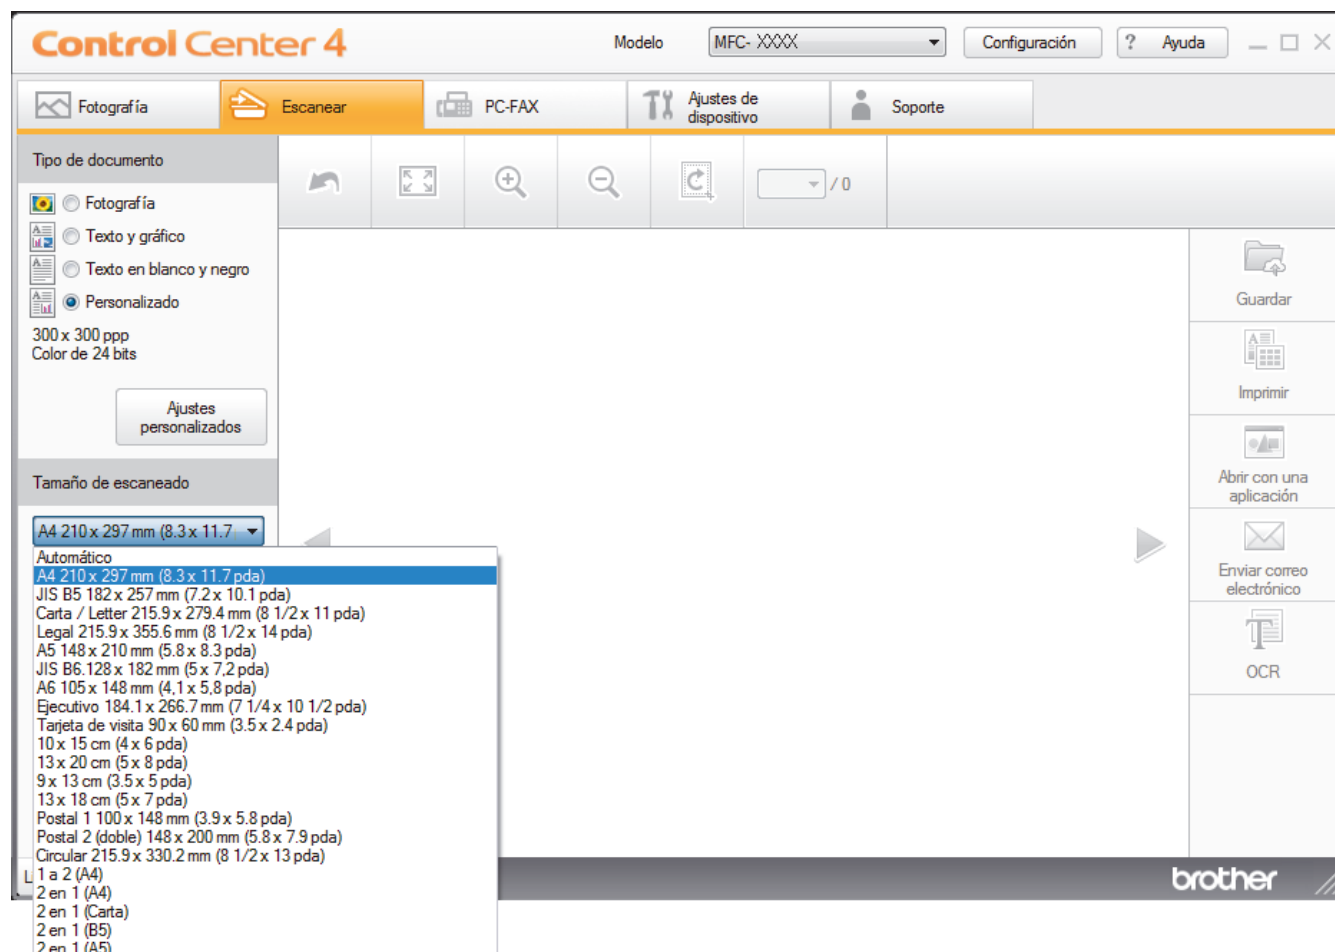 Control Center 4
Modelo
MFC- XXXX
Configuración
? Ayuda
Fotografía
Escanear
PC-FAX
Ajustes de
dispositivo
Soporte
Tipo de documento
Fotografía
Texto y gráfico
Texto en blanco y negro
Personalizado
300 x 300 ppp
Color de 24 bits
Ajustes
personalizados
/ 0
Tamaño de escaneado
A4 210 x 297 mm (8.3 x 11.7
Automático
A4 210 x 297 mm (8.3 x 11.7 pda)
JIS B5 182 x 257 mm (7.2 x 10.1 pda)
Carta / Letter 215.9 x 279.4 mm (8 1/2 x 11 pda)
Legal 215.9 x 355.6 mm (8 1/2 x 14 pda)
A5 148 x 210 mm (5.8 x 8.3 pda)
JIS B6.128 x 182 mm (5 x 7,2 pda)
A6 105 x 148 mm (4,1 x 5,8 pda)
Ejecutivo 184.1 x 266.7 mm (7 1/4 x 10 1/2 pda)
Tarjeta de visita 90 x 60 mm (3.5 x 2.4 pda)
10 x 15 cm (4 x 6 pda)
13 x 20 cm (5 x 8 pda)
9 x 13 cm (3.5 x 5 pda)
13 x 18 cm (5 x 7 pda)
Postal 1 100 x 148 mm (3.9 x 5.8 pda)
Postal 2 (doble) 148 x 200 mm (5.8 x 7.9 pda)
Circular 215.9 x 330.2 mm (8 1/2 x 13 pda)
1 a 2 (A4)
2 en 1 (A4)
2 en 1 (Carta)
2 en 1 (B5)
2 en 1 (A5)
Guardar
Imprimir
Abrir con una
aplicación
Enviar correo
electrónico
OCR
brother